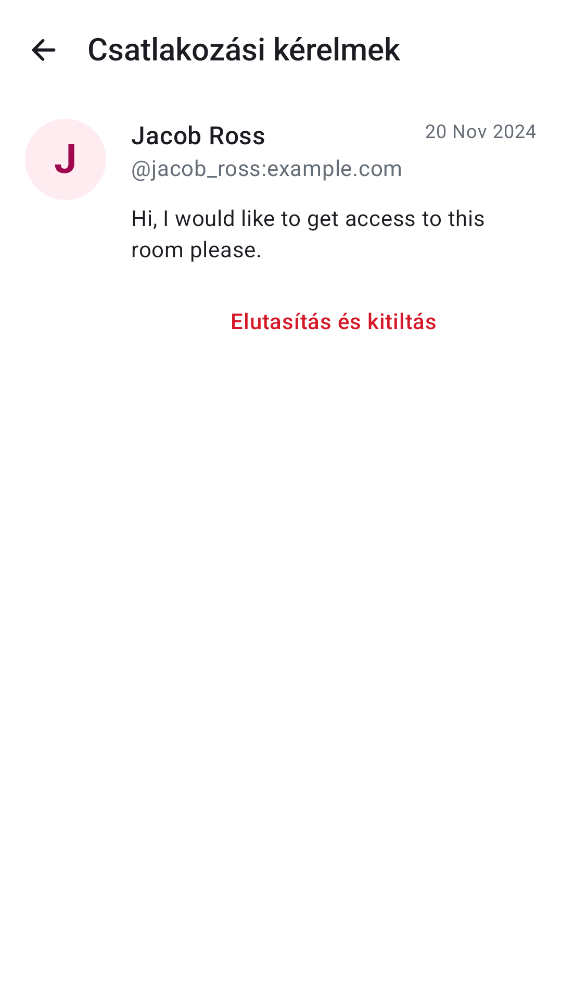 Csatlakozási kérelmek
J
Jacob Ross
20 Nov 2024
@jacob_ross:example.com
Hi, I would like to get access to this
room please.
Elutasítás és kitiltás